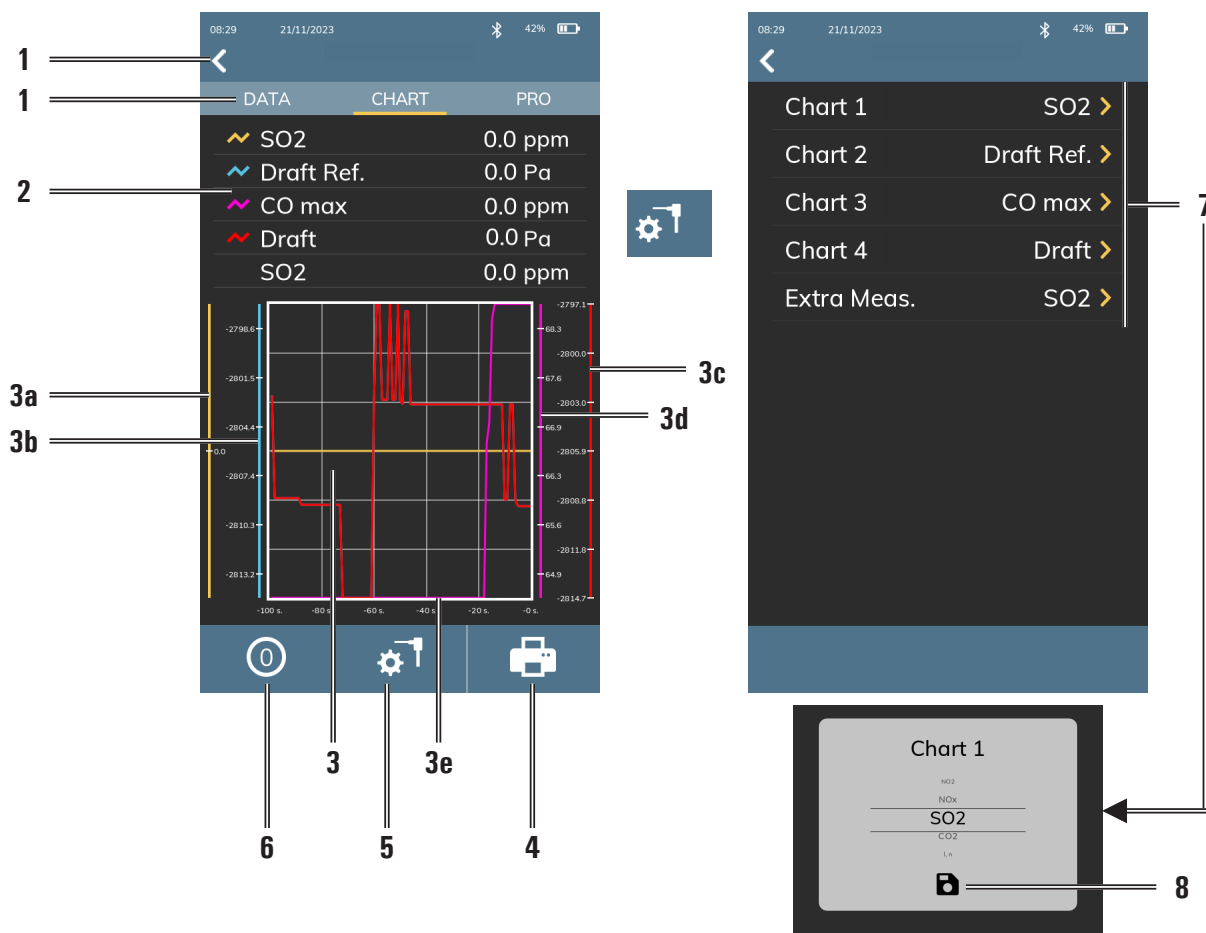 08:29 21/11/2023 42%
1
1 DATA CHART PRO
SO2 0.0 ppm
Draft Ref. 0.0 Pa
2
CO max 0.0 ppm
Draft 0.0 Pa
SO2 0.0 ppm
-2797.1
-2798.6 68.3
-2800.0
3c
-2801.5 67.6
3a
-2803.0
3d
-2804.4 66.9
3b
0.0 -2805.9
-2807.4 66.3
-2808.8
-2810.3 65.6
-2811.8
-2813.2 64.9
-2814.7
-100 s. -80 s. -60 s. -40 s. -20 s. -0 s.
0
3 3e
6 5 4
08:29 21/11/2023 42%
Chart 1 SO2
Chart 2 Draft Ref.
Chart 3 CO max
7
Chart 4 Draft
Extra Meas. SO2
Chart 1
NO2
NOx
SO2
CO2
l,n
8